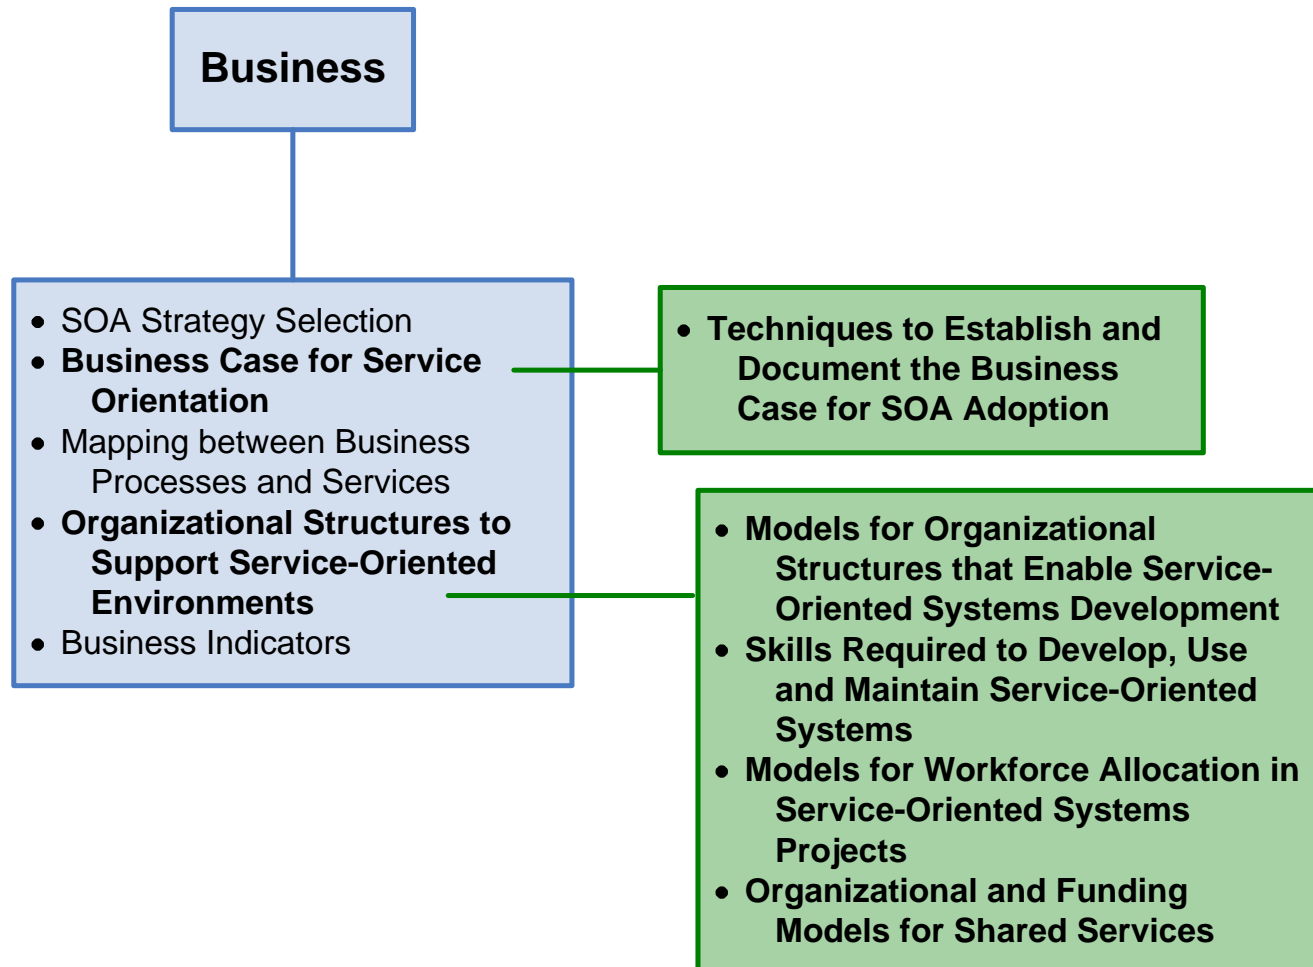 Business
• SOA Strategy Selection
• Business Case for Service
Orientation
• Mapping between Business
Processes and Services
• Organizational Structures to
Support Service-Oriented
Environments
• Business Indicators
• Techniques to Establish and
Document the Business
Case for SOA Adoption
• Models for Organizational
Structures that Enable Service-
Oriented Systems Development
• Skills Required to Develop, Use
and Maintain Service-Oriented
Systems
• Models for Workforce Allocation in
Service-Oriented Systems
Projects
• Organizational and Funding
Models for Shared Services